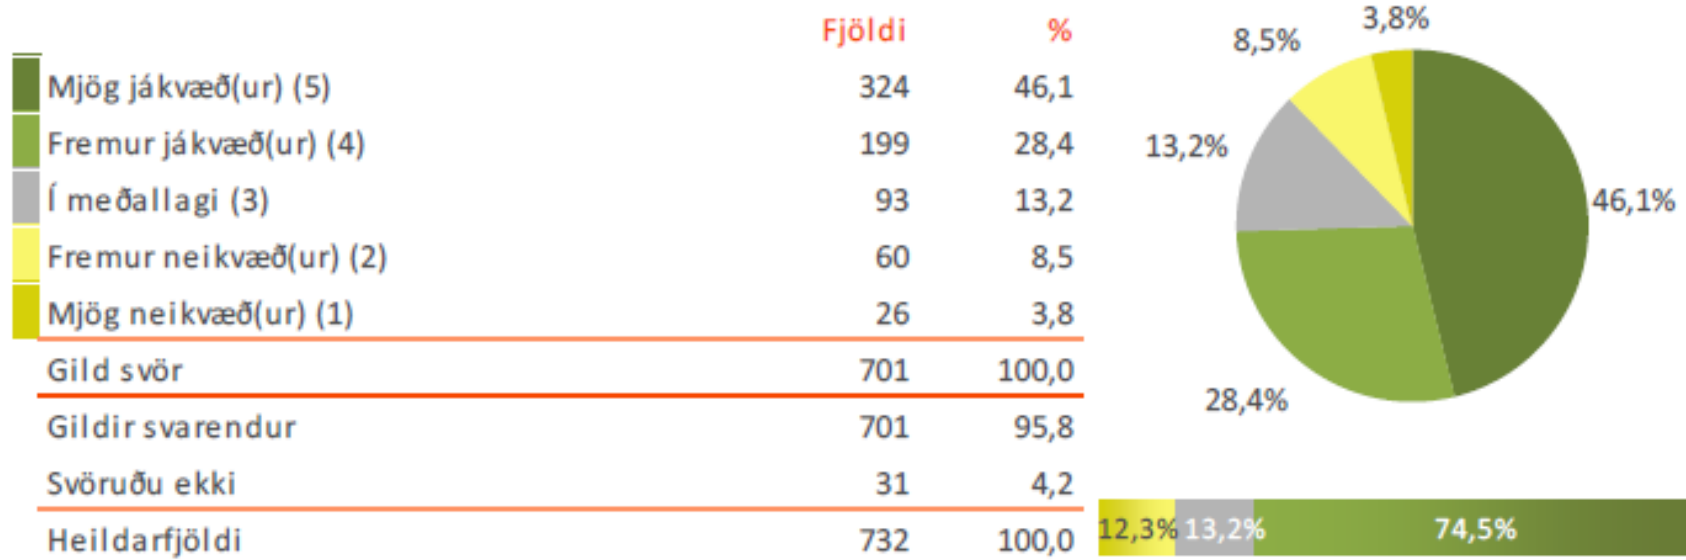 Fjöldi %
Mjög jákvæð(ur) (5) 324 46,1
Fremur jákvæð(ur) (4) 199 28,4
Í meðallagi (3) 93 13,2
Fremur neikvæð(ur) (2) 60 8,5
Mjög neikvæð(ur) (1) 26 3,8
Gild svör 701 100,0
Gildir svarendur 701 95,8
Svöruðu ekki 31 4,2
Heildarfjöldi 732 100,0
3,8%
8,5%
13,2%
46,1%
28,4%
12,3% 13,2% 74,5%